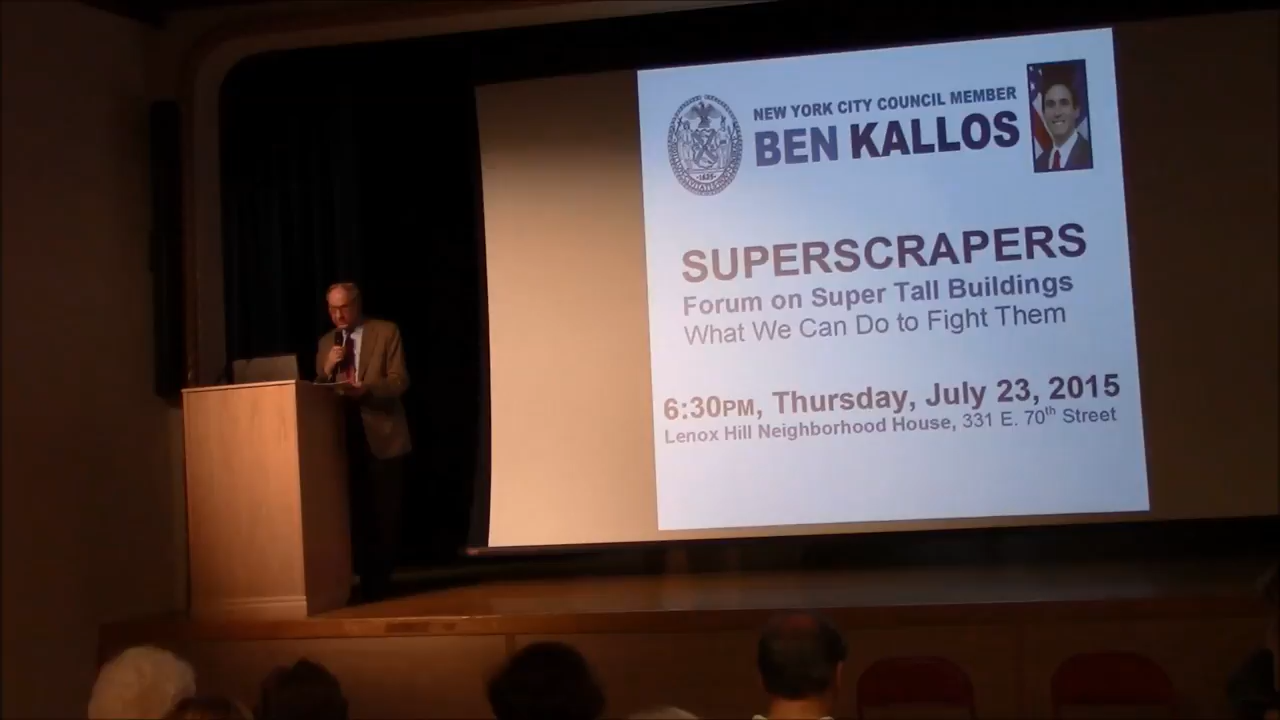 NEW YORK CITY COUNCIL MEMBER
BEN KALLOS
SUPERSCRAPERS
Forum on Super Tall Buildings
What We Can Do to Fight Them
6:30PM, Thursday, July 23, 2015
Lenox Hill Neighborhood House, 331 E. 70th Street